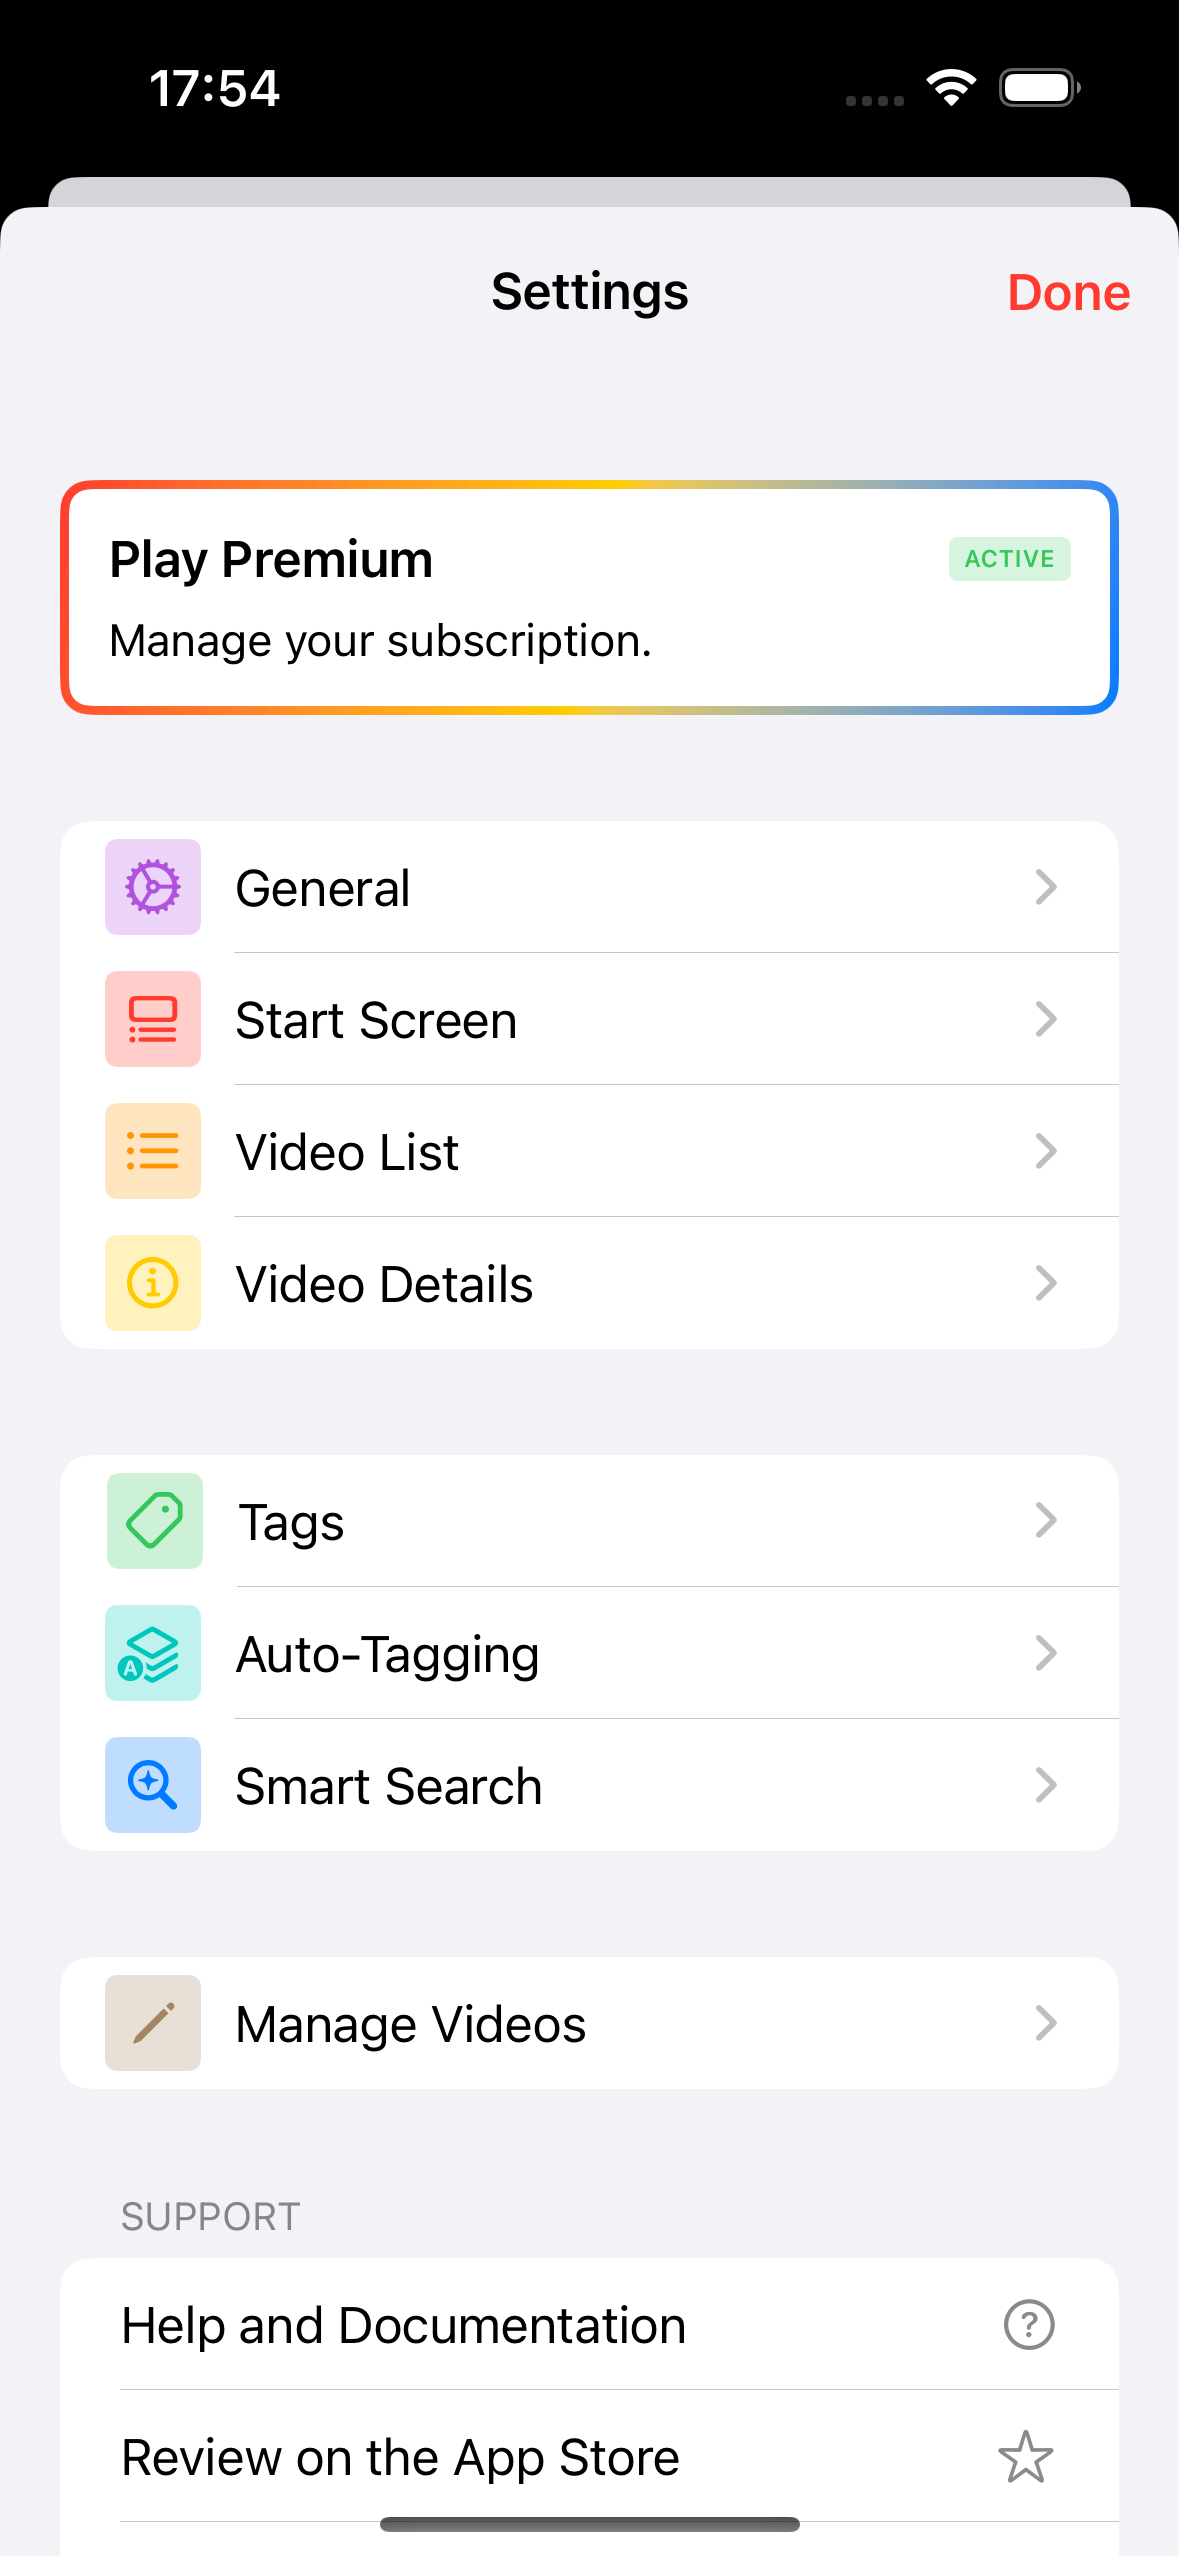 17:54
Settings
Done
Play Premium
ACTIVE
Manage your subscription.
General
Start Screen
Video List
Video Details
Tags
A
Auto-Tagging
Smart Search
Manage Videos
SUPPORT
Help and Documentation
?
Review on the App Store